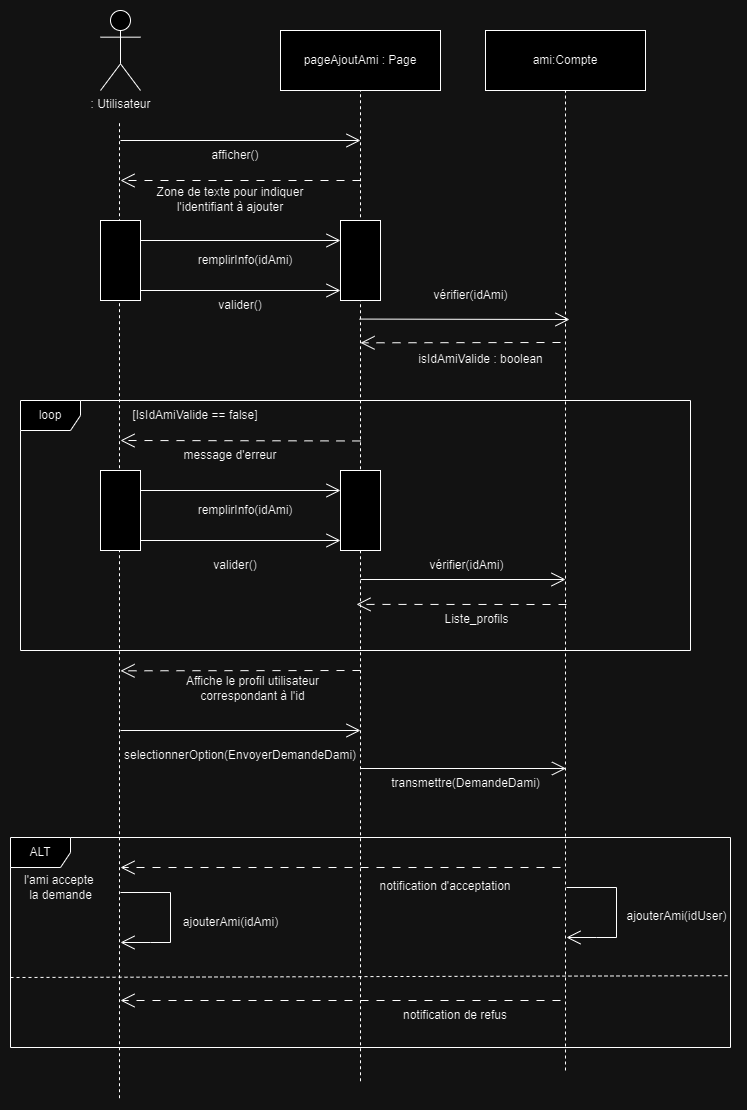 : Utilisateur
pageAjoutAmi : Page
ami:Compte
afficher()
Zone de texte pour indiquer
l'identifiant à ajouter
remplirInfo(idAmi)
valider()
vérifier(idAmi)
isIdAmiValide : boolean
loop
[IsIdAmiValide == false]
message d'erreur
remplirInfo(idAmi)
valider()
vérifier(idAmi)
Liste_profils
Affiche le profil utilisateur
correspondant à l'id
selectionnerOption(EnvoyerDemandeDami)
transmettre(DemandeDami)
ALT
l'ami accepte
la demande
notification d'acceptation
ajouterAmi(idAmi)
ajouterAmi(idUser)
notification de refus